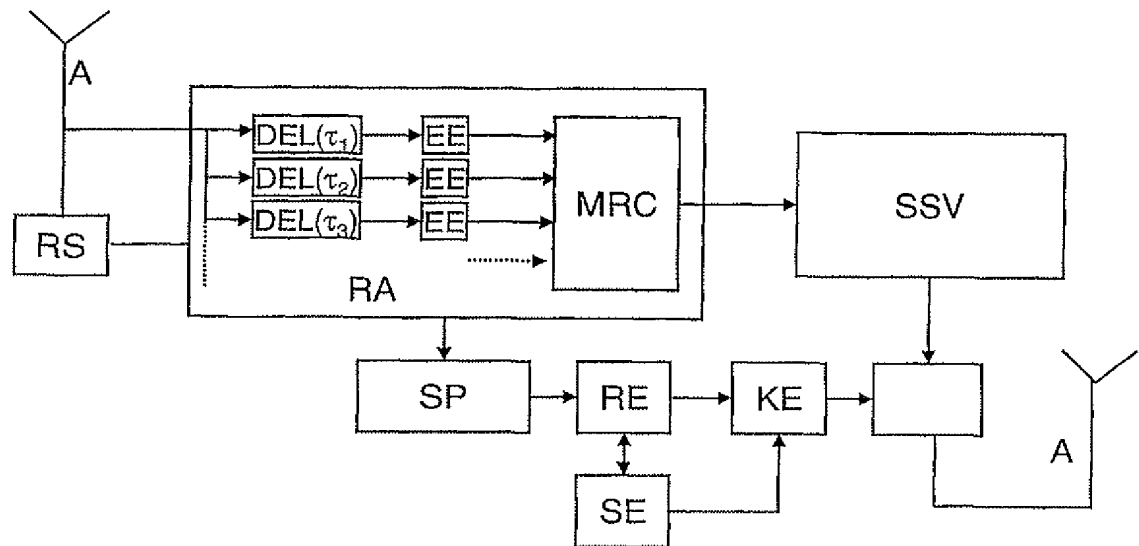 A
DEL(τ₁) EE
DEL(τ₂) EE
DEL(τ₃) EE
MRC
SSV
RS
RA
SP
RE
KE
A
SE